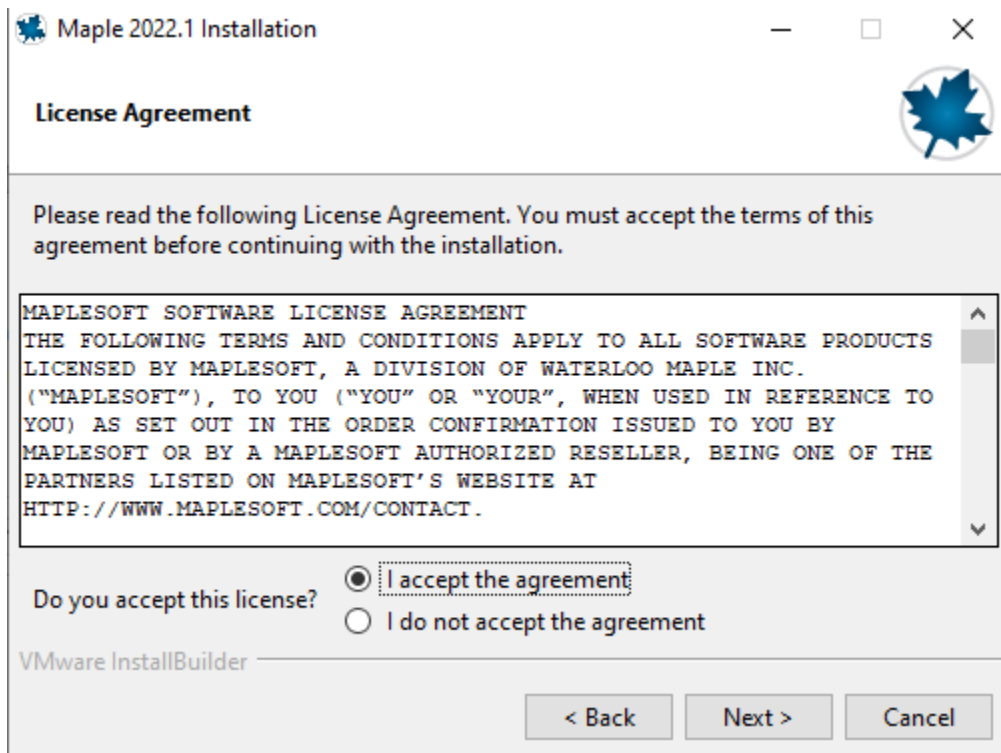 Maple 2022.1 Installation
License Agreement
Please read the following License Agreement. You must accept the terms of this
agreement before continuing with the installation.
MAPLESOFT SOFTWARE LICENSE AGREEMENT
THE FOLLOWING TERMS AND CONDITIONS APPLY TO ALL SOFTWARE PRODUCTS
LICENSED BY MAPLESOFT, A DIVISION OF WATERLOO MAPLE INC.
(“MAPLESOFT”), TO YOU (“YOU” OR “YOUR”, WHEN USED IN REFERENCE TO
YOU) AS SET OUT IN THE ORDER CONFIRMATION ISSUED TO YOU BY
MAPLESOFT OR BY A MAPLESOFT AUTHORIZED RESELLER, BEING ONE OF THE
PARTNERS LISTED ON MAPLESOFT’S WEBSITE AT
HTTP://WWW.MAPLESOFT.COM/CONTACT.
Do you accept this license?
I accept the agreement
I do not accept the agreement
VMware InstallBuilder
< Back
Next >
Cancel